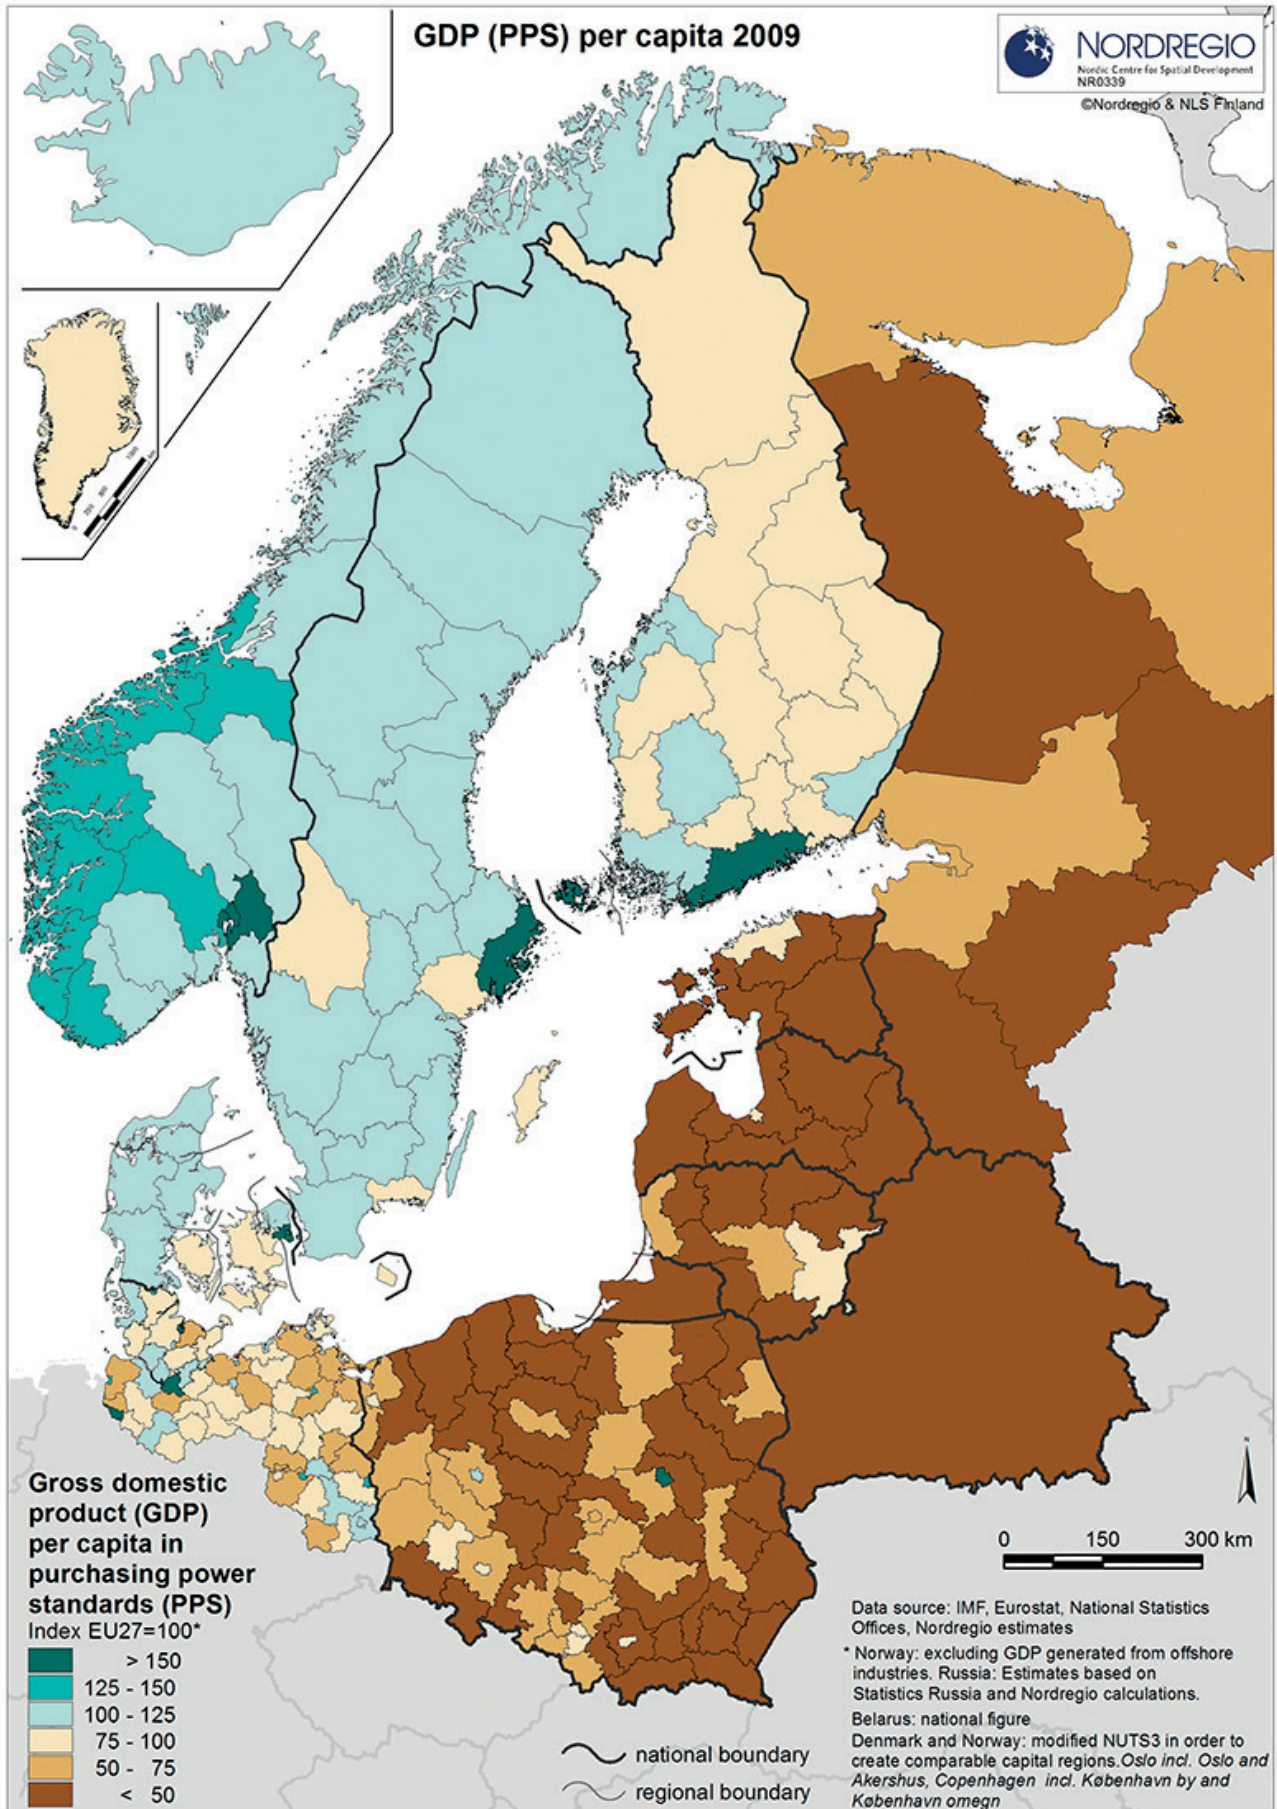 GDP (PPS) per capita 2009
NORDREGIO
Nordic Centre for Spatial Development
NR0339
©Nordregio & NLS Finland
Gross domestic
product (GDP)
per capita in
purchasing power
standards (PPS)
Index EU27=100*
> 150
125 - 150
100 - 125
75 - 100
50 - 75
< 50
national boundary
regional boundary
N
0 150 300 km
Data source: IMF, Eurostat, National Statistics
Offices, Nordregio estimates
* Norway: excluding GDP generated from offshore
industries. Russia: Estimates based on
Statistics Russia and Nordregio calculations.
Belarus: national figure
Denmark and Norway: modified NUTS3 in order to
create comparable capital regions.Oslo incl. Oslo and
Akershus, Copenhagen incl. København by and
København omegn